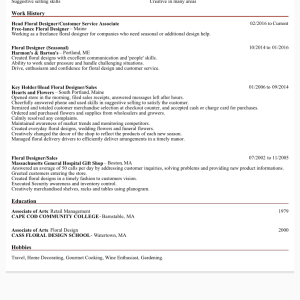 Suggestive selling skills Creative in many areas
Work History
Head Floral Designer/Customer Service Associate 02/2016 to Current
Free-lance Floral Designer - Maine
Working as a freelance floral designer for companies who need seasonal or additional design help.
Floral Designer (Seasonal) 10/2014 to 01/2016
Harmon's & Barton's - Portland, ME
Created floral designs with excellent communication and 'people' skills.
Ability to work under pressure and handle challenging situations.
Drive, enthusiasm and confidence for floral design and customer service.
Key Holder/Head Floral Designer/Sales 01/2006 to 09/2014
Hearts and Flowers - South Portland, Maine
Opened store in the morning, filed sales receipts, answered messages left after hours.
Cheerfully answered phone and used skills in suggestive selling to satisfy the customer.
Itemized and totaled customer merchandise selection at checkout counter, and accepted cash or charge card for purchases.
Ordered and purchased flowers and supplies from wholesalers and growers.
Calmly resolved any complaints.
Maintained awareness of market trends and monitoring competitors.
Created everyday floral designs, wedding flowers and funeral flowers.
Creatively changed the decor of the shop to reflect the products of each new season.
Managed floral delivery drivers to efficiently deliver arrangements in a timely manner.
Floral Designer/Sales 07/2002 to 11/2005
Massachusetts General Hospital Gift Shop - Boston, MA
Answered an average of 50 calls per day by addressing customer inquiries, solving problems and providing new product informations.
Greeted customers entering the store.
Created floral designs in a timely fashion to customers vision.
Executed Security awareness and inventory control.
Creatively merchandised shelves, racks and tables using planogram.
Education
Associate of Arts Retail Management 1979
CAPE COD COMMUNITY COLLEGE- Barnstable, MA
Associate of Arts Floral Design 2000
CASS FLORAL DESIGN SCHOOL - Watertown, MA
Hobbies
Travel, Home Decorating, Gourmet Cooking, Wine Enthusiast, Gardening